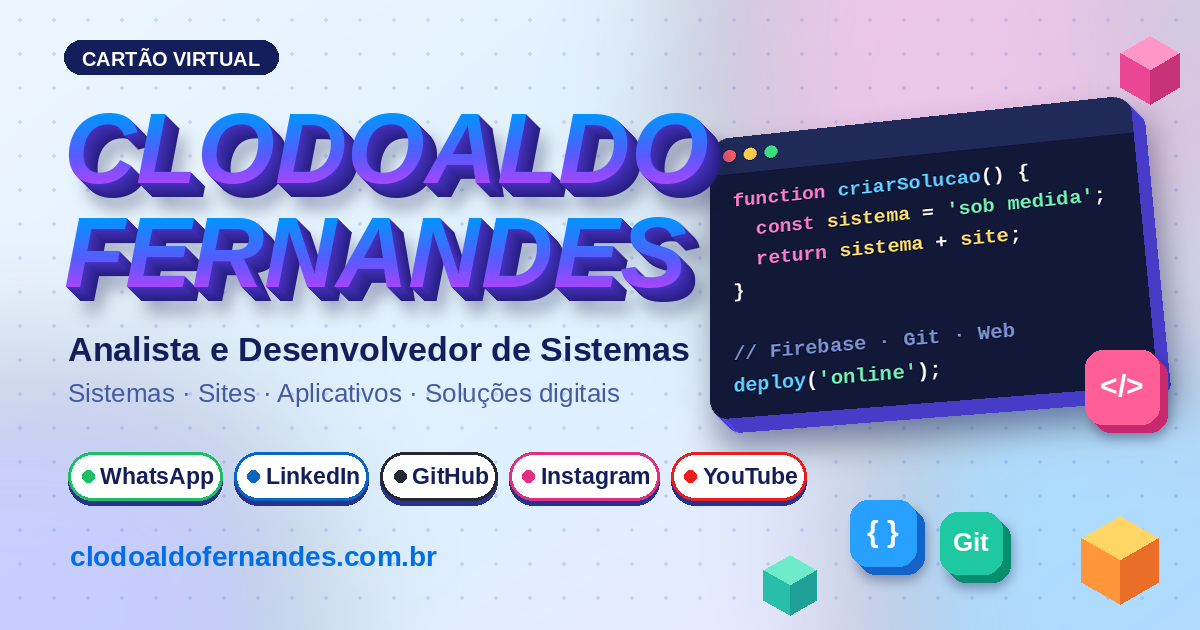 CARTÃO VIRTUAL
CLODOALDO
FERNANDES
Analista e Desenvolvedor de Sistemas
Sistemas · Sites · Aplicativos · Soluções digitais
WhatsApp LinkedIn GitHub Instagram YouTube
clodoaldofernandes.com.br
function criarSolucao() {
const sistema = 'sob medida';
return sistema + site;
}
// Firebase · Git · Web
deploy('online');
</>
{ }
Git